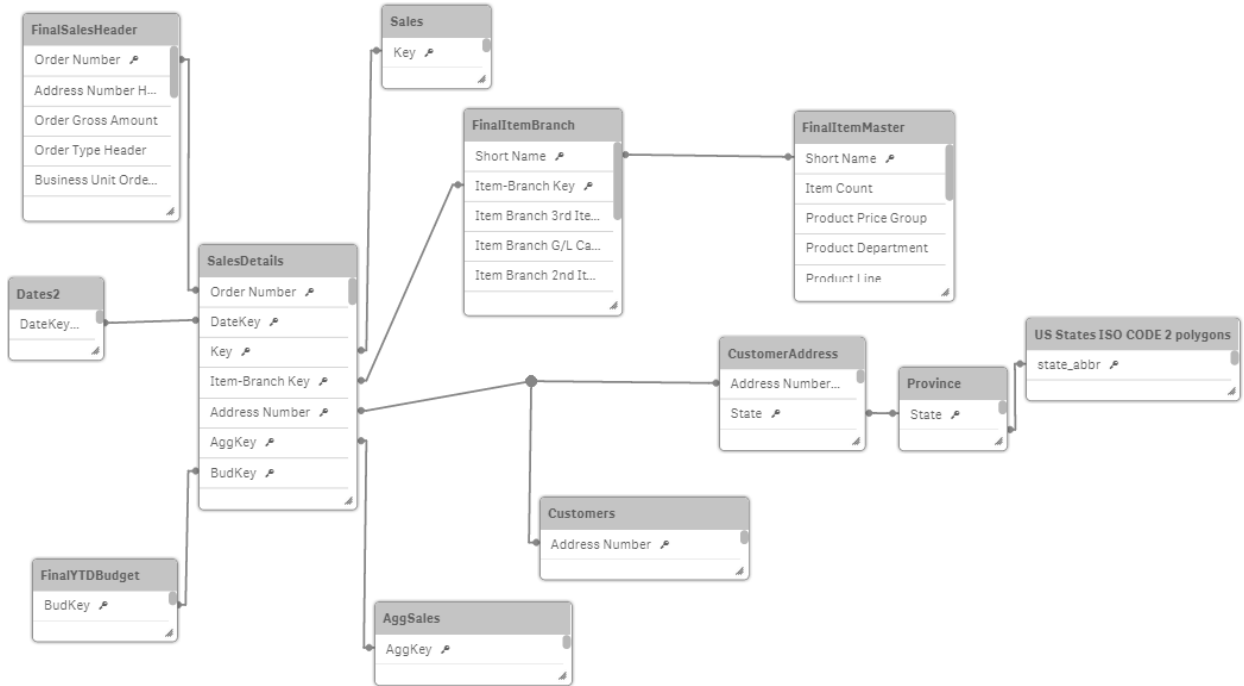 FinalSalesHeader
Order Number
Address Number H...
Order Gross Amount
Order Type Header
Business Unit Orde...
Sales
Key
FinalItemBranch
Short Name
Item-Branch Key
Item Branch 3rd Ite...
Item Branch G/L Ca...
Item Branch 2nd It...
FinalItemMaster
Short Name
Item Count
Product Price Group
Product Department
Product Line
SalesDetails
Order Number
DateKey
Key
Item-Branch Key
Address Number
AggKey
BudKey
Dates2
DateKey...
CustomerAddress
Address Number...
State
Province
State
US States ISO CODE 2 polygons
state_abbr
Customers
Address Number
FinalYTDBudget
BudKey
AggSales
AggKey